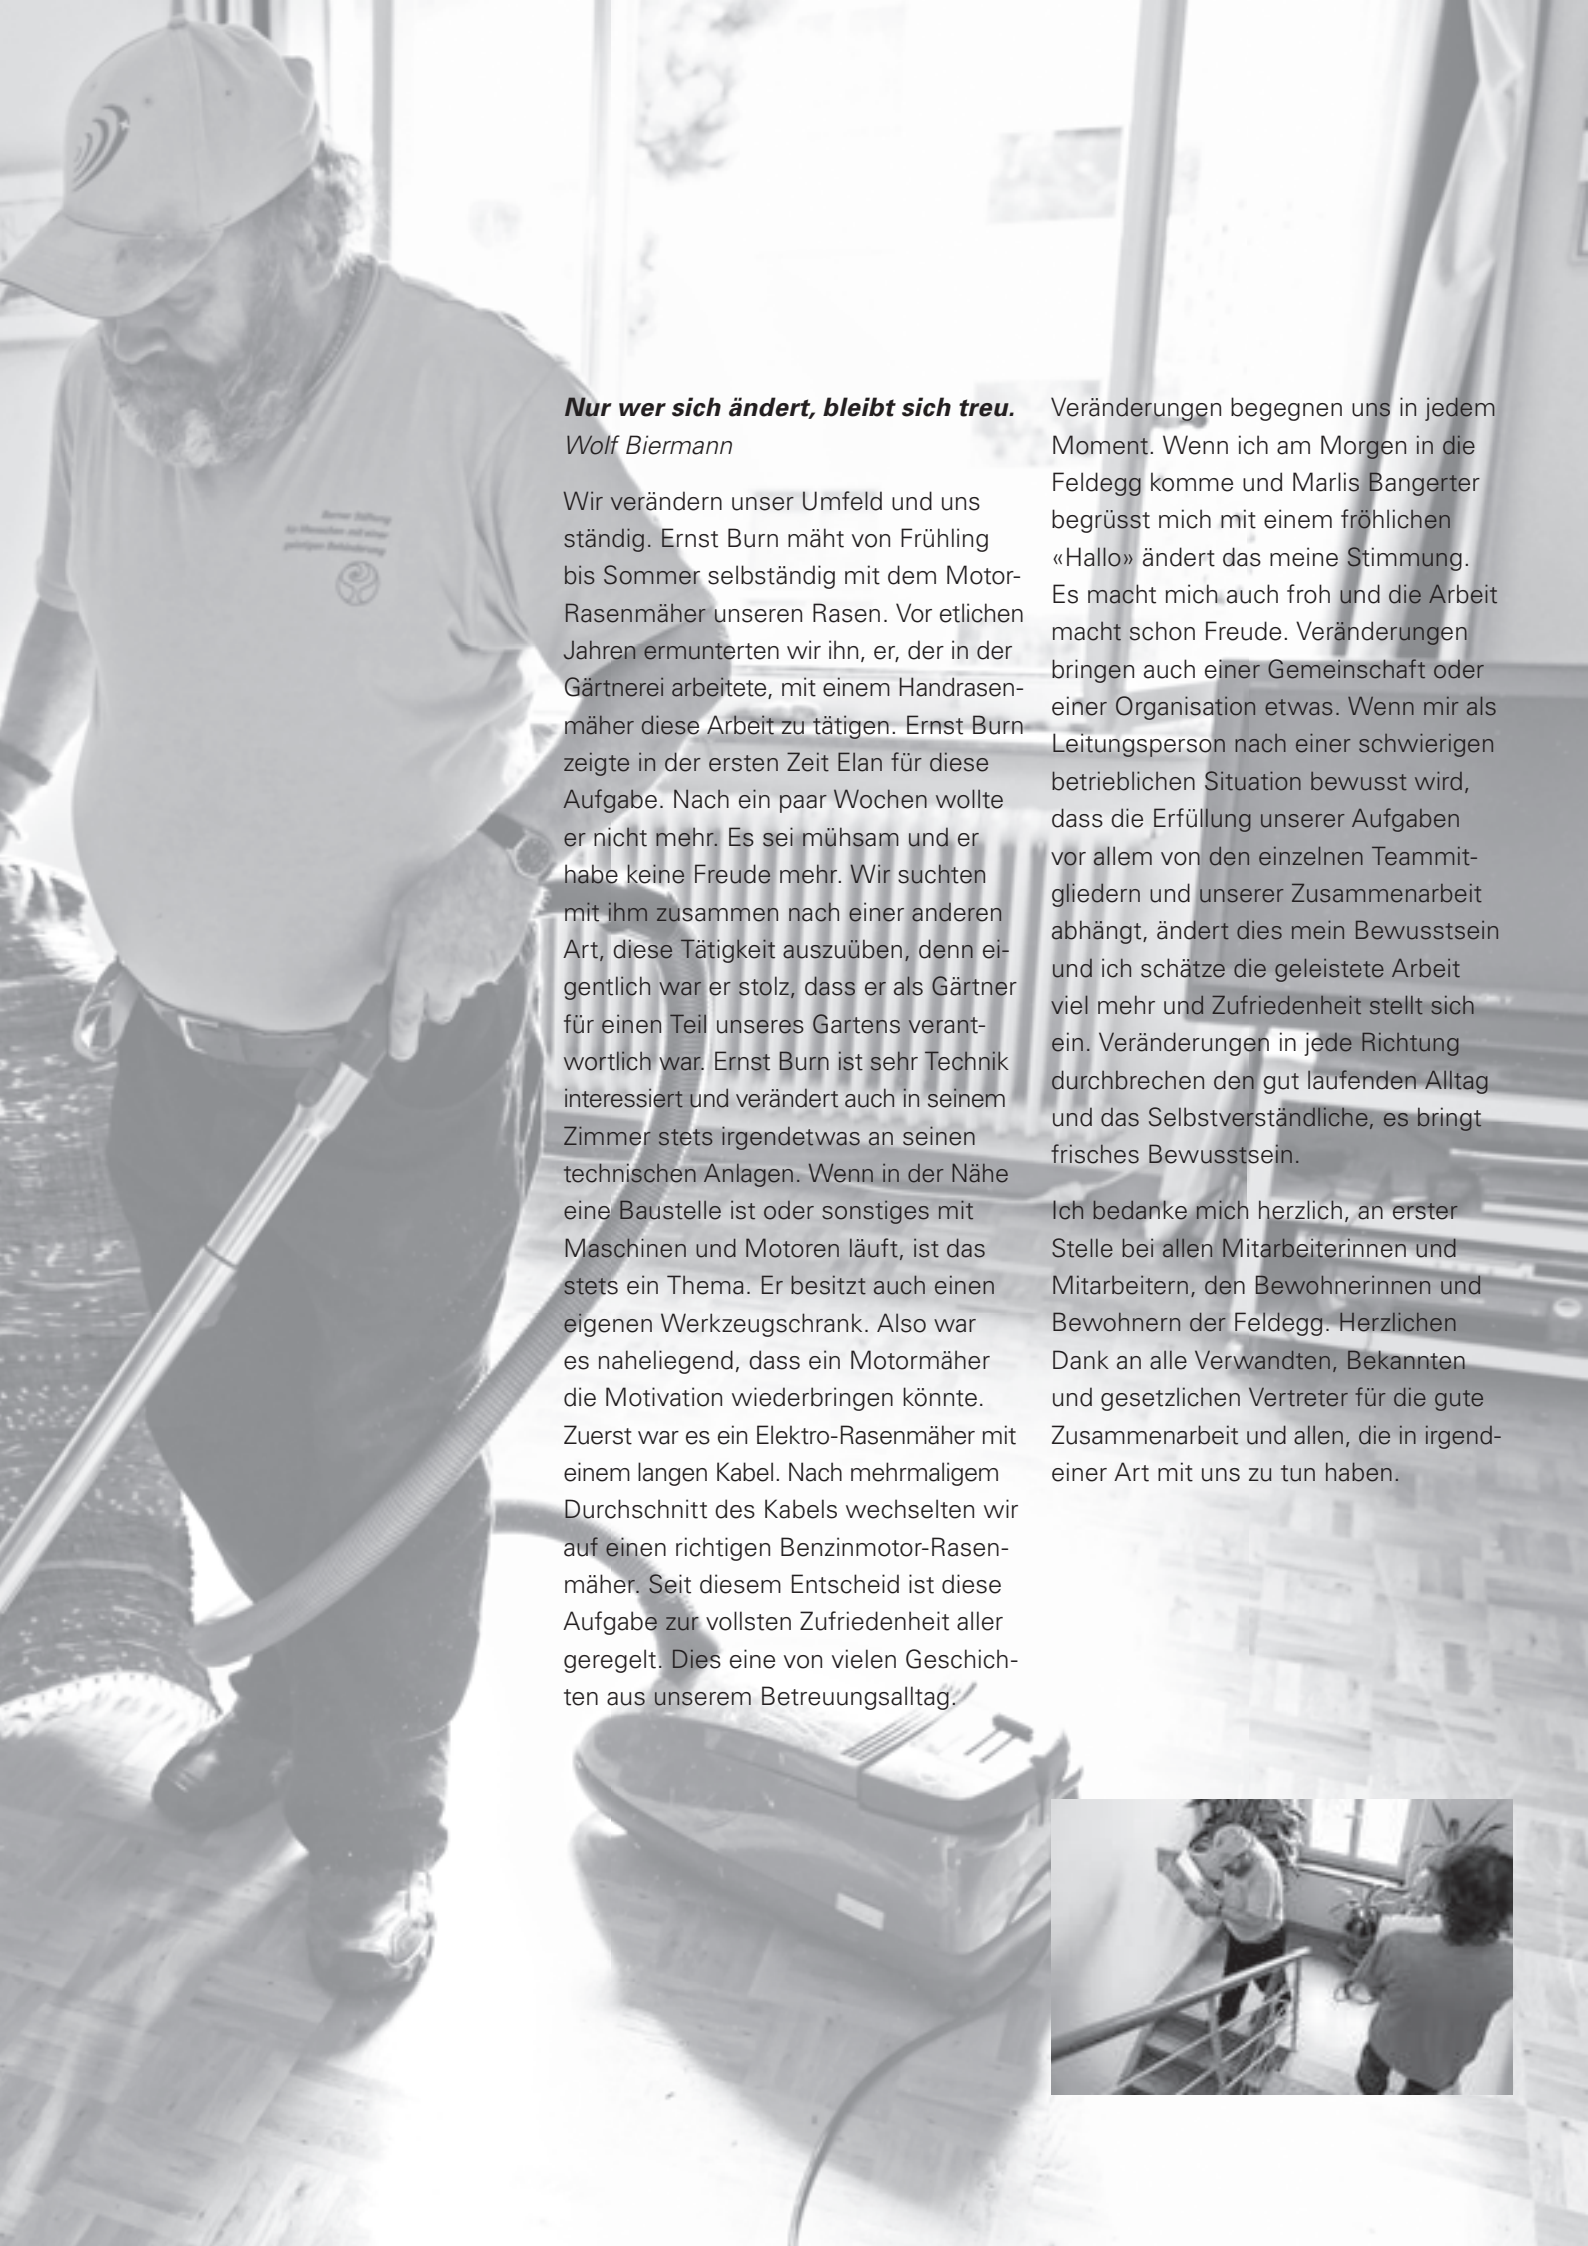 Nur wer sich ändert, bleibt sich treu.
Wolf Biermann
Wir verändern unser Umfeld und uns
ständig. Ernst Burn mäht von Frühling
bis Sommer selbständig mit dem Motor-
Rasenmäher unseren Rasen. Vor etlichen
Jahren ermunterten wir ihn, er, der in der
Gärtnerei arbeitete, mit einem Handrasen-
mäher diese Arbeit zu tätigen. Ernst Burn
zeigte in der ersten Zeit Elan für diese
Aufgabe. Nach ein paar Wochen wollte
er nicht mehr. Es sei mühsam und er
habe keine Freude mehr. Wir suchten
mit ihm zusammen nach einer anderen
Art, diese Tätigkeit auszuüben, denn ei-
gentlich war er stolz, dass er als Gärtner
für einen Teil unseres Gartens verant-
wortlich war. Ernst Burn ist sehr Technik
interessiert und verändert auch in seinem
Zimmer stets irgendetwas an seinen
technischen Anlagen. Wenn in der Nähe
eine Baustelle ist oder sonstiges mit
Maschinen und Motoren läuft, ist das
stets ein Thema. Er besitzt auch einen
eigenen Werkzeugschrank. Also war
es naheliegend, dass ein Motormäher
die Motivation wiederbringen könnte.
Zuerst war es ein Elektro-Rasenmäher mit
einem langen Kabel. Nach mehrmaligem
Durchschnitt des Kabels wechselten wir
auf einen richtigen Benzinmotor-Rasen-
mäher. Seit diesem Entscheid ist diese
Aufgabe zur vollsten Zufriedenheit aller
geregelt. Dies eine von vielen Geschich-
ten aus unserem Betreuungsalltag.
Veränderungen begegnen uns in jedem
Moment. Wenn ich am Morgen in die
Feldegg komme und Marlis Bangerter
begrüsst mich mit einem fröhlichen
«Hallo» ändert das meine Stimmung.
Es macht mich auch froh und die Arbeit
macht schon Freude. Veränderungen
bringen auch einer Gemeinschaft oder
einer Organisation etwas. Wenn mir als
Leitungsperson nach einer schwierigen
betrieblichen Situation bewusst wird,
dass die Erfüllung unserer Aufgaben
vor allem von den einzelnen Teammit-
gliedern und unserer Zusammenarbeit
abhängt, ändert dies mein Bewusstsein
und ich schätze die geleistete Arbeit
viel mehr und Zufriedenheit stellt sich
ein. Veränderungen in jede Richtung
durchbrechen den gut laufenden Alltag
und das Selbstverständliche, es bringt
frisches Bewusstsein.
Ich bedanke mich herzlich, an erster
Stelle bei allen Mitarbeiterinnen und
Mitarbeitern, den Bewohnerinnen und
Bewohnern der Feldegg. Herzlichen
Dank an alle Verwandten, Bekannten
und gesetzlichen Vertreter für die gute
Zusammenarbeit und allen, die in irgend-
einer Art mit uns zu tun haben.
Berner Stiftung
für Menschen mit einer
geistigen Behinderung